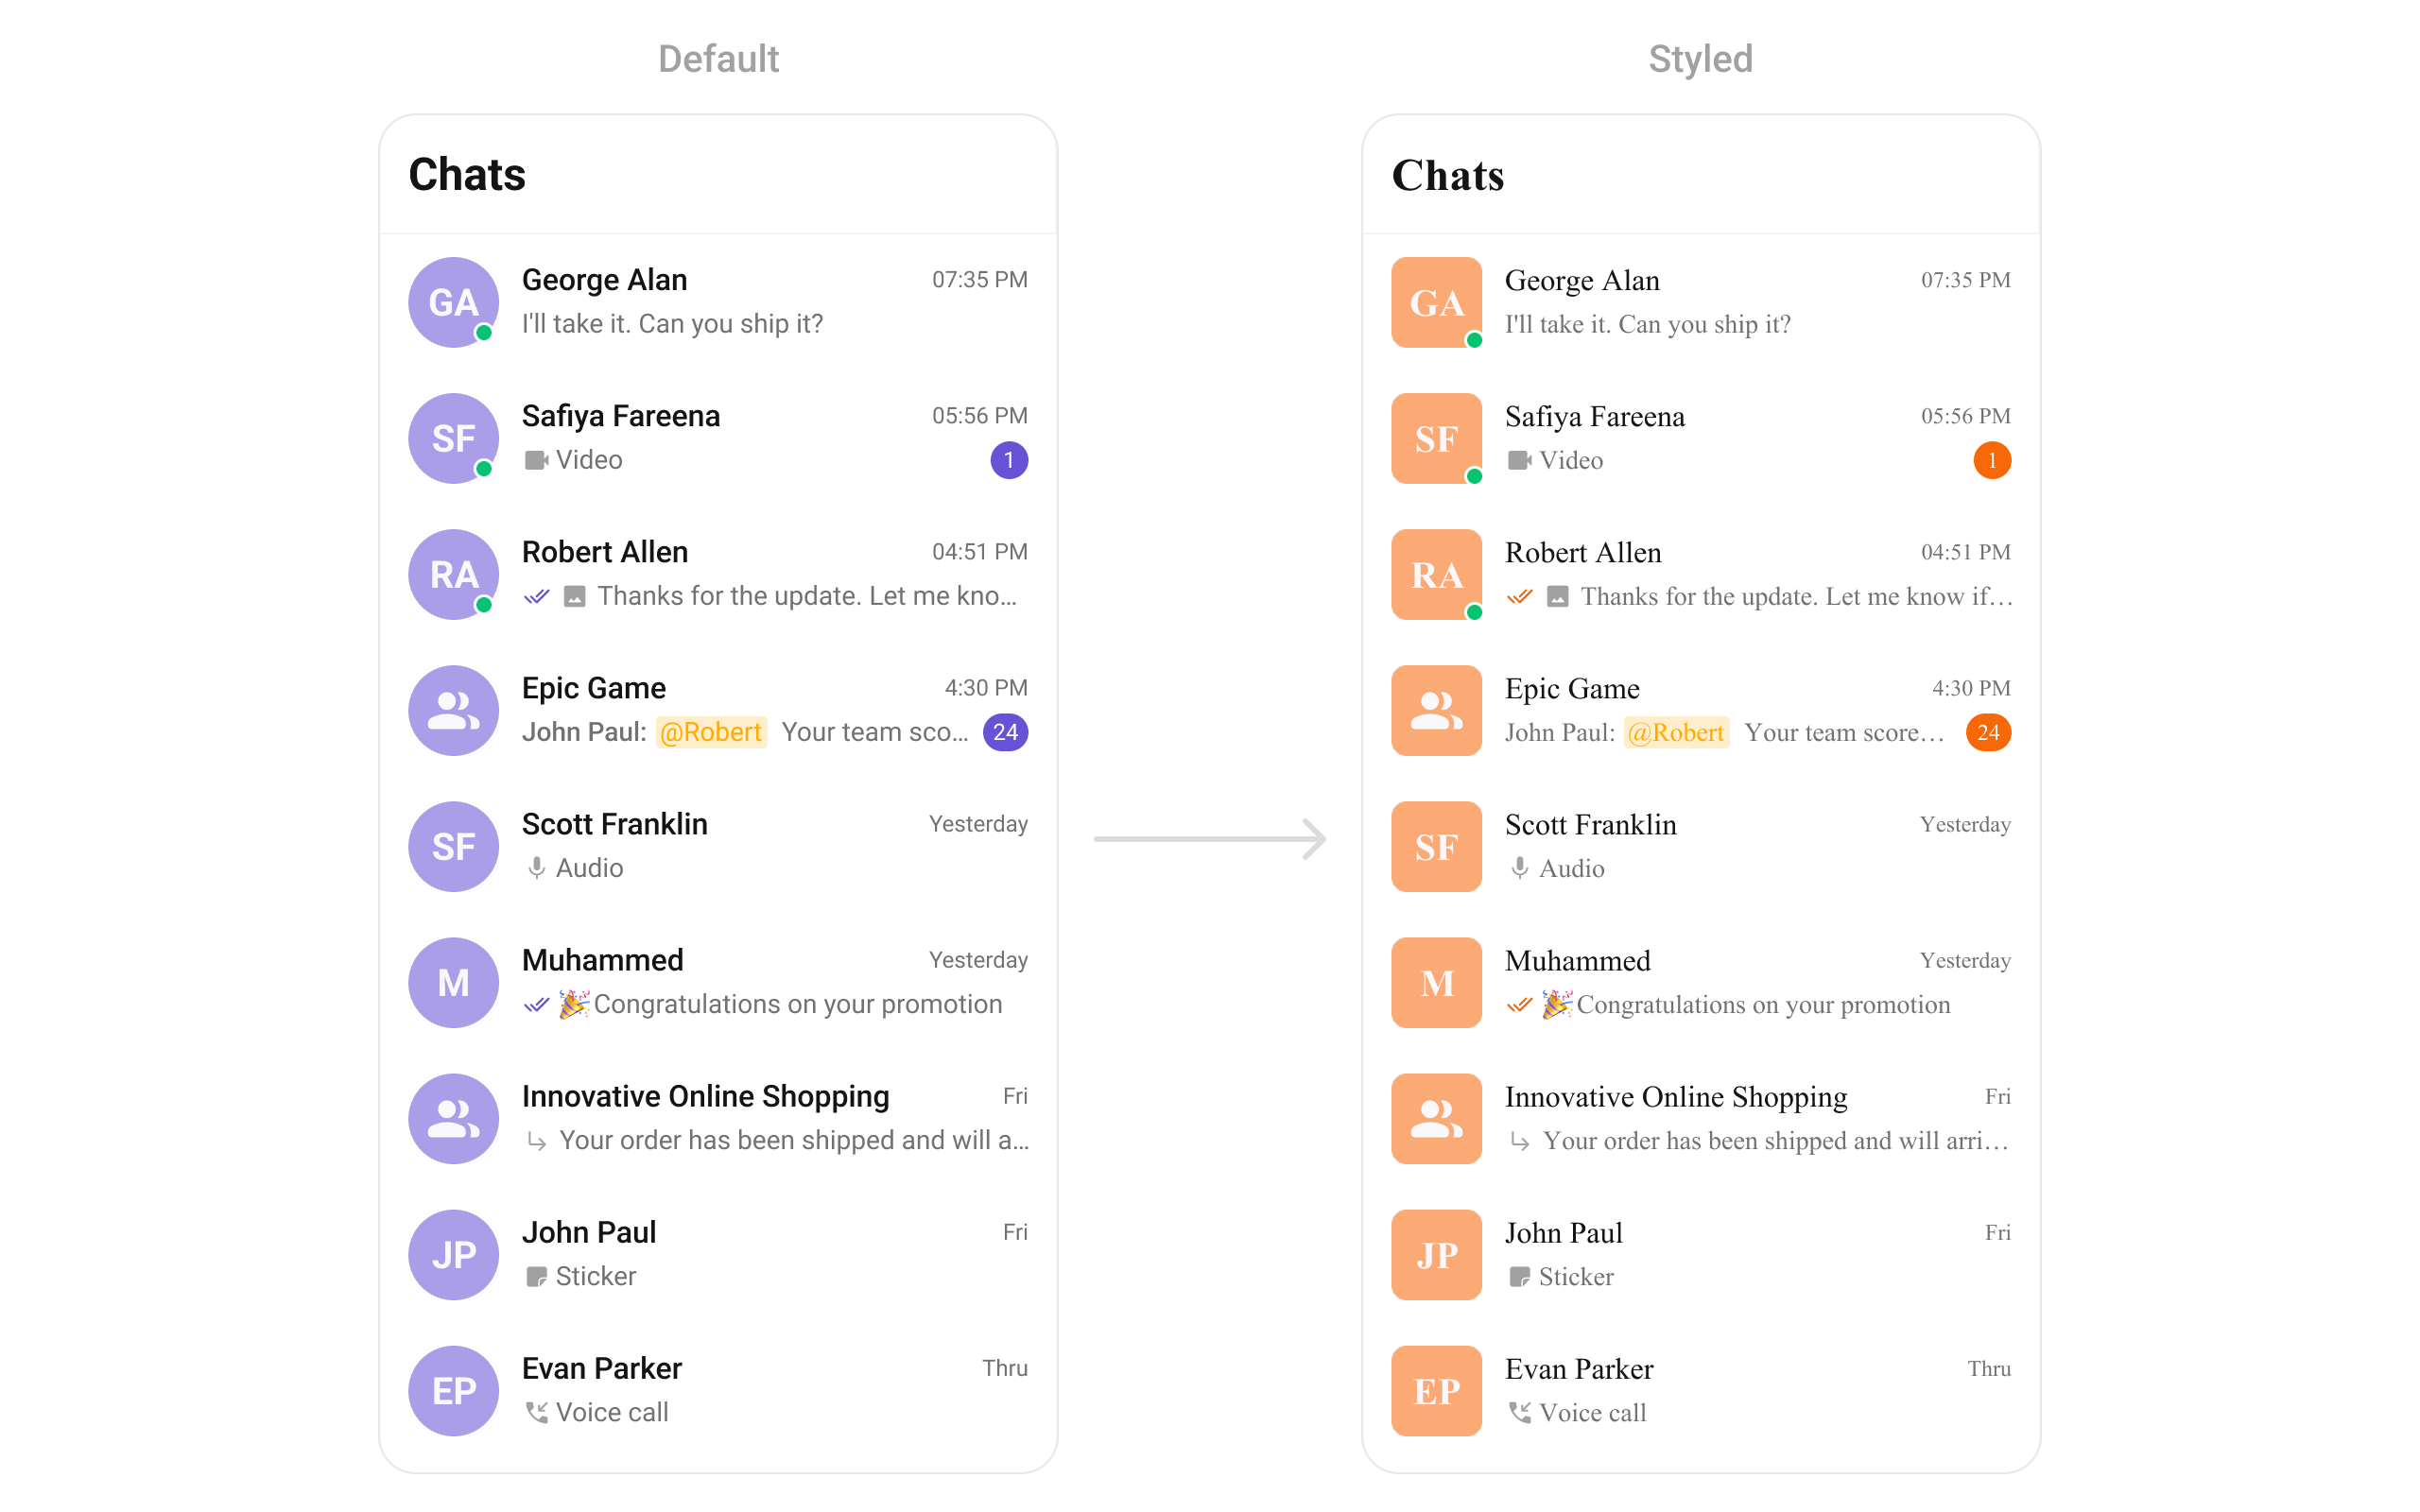 Default
Chats
GA
George Alan
07:35 PM
I'll take it. Can you ship it?
SF
Safiya Fareena
05:56 PM
Video
1
RA
Robert Allen
04:51 PM
Thanks for the update. Let me kno...
Epic Game
4:30 PM
John Paul: @Robert Your team sco...
24
SF
Scott Franklin
Yesterday
Audio
M
Muhammed
Yesterday
🎉Congratulations on your promotion
Innovative Online Shopping
Fri
Your order has been shipped and will a...
JP
John Paul
Fri
Sticker
EP
Evan Parker
Thru
Voice call
Styled
Chats
GA
George Alan
07:35 PM
I'll take it. Can you ship it?
SF
Safiya Fareena
05:56 PM
Video
1
RA
Robert Allen
04:51 PM
Thanks for the update. Let me know if...
Epic Game
4:30 PM
John Paul: @Robert Your team score...
24
SF
Scott Franklin
Yesterday
Audio
M
Muhammed
Yesterday
🎉Congratulations on your promotion
Innovative Online Shopping
Fri
Your order has been shipped and will arri...
JP
John Paul
Fri
Sticker
EP
Evan Parker
Thru
Voice call